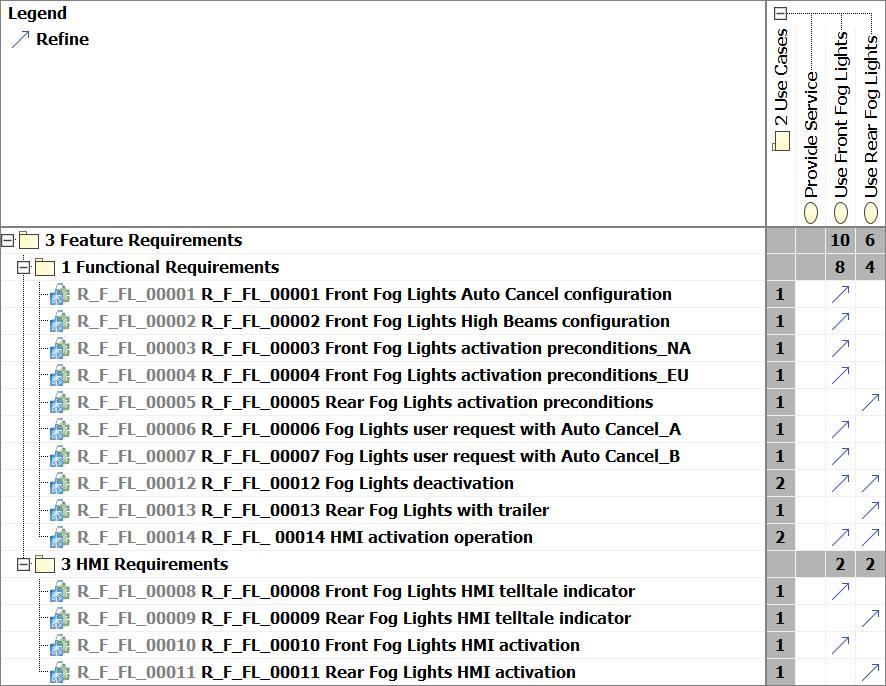 Legend
Refine
2 Use Cases
Provide Service
Use Front Fog Lights
Use Rear Fog Lights
3 Feature Requirements 10 6
1 Functional Requirements 8 4
R_F_FL_00001 R_F_FL_00001 Front Fog Lights Auto Cancel configuration 1
R_F_FL_00002 R_F_FL_00002 Front Fog Lights High Beams configuration 1
R_F_FL_00003 R_F_FL_00003 Front Fog Lights activation preconditions_NA 1
R_F_FL_00004 R_F_FL_00004 Front Fog Lights activation preconditions_EU 1
R_F_FL_00005 R_F_FL_00005 Rear Fog Lights activation preconditions 1
R_F_FL_00006 R_F_FL_00006 Fog Lights user request with Auto Cancel_A 1
R_F_FL_00007 R_F_FL_00007 Fog Lights user request with Auto Cancel_B 1
R_F_FL_00012 R_F_FL_00012 Fog Lights deactivation 2
R_F_FL_00013 R_F_FL_00013 Rear Fog Lights with trailer 1
R_F_FL_00014 R_F_FL_ 00014 HMI activation operation 2
3 HMI Requirements 2 2
R_F_FL_00008 R_F_FL_00008 Front Fog Lights HMI telltale indicator 1
R_F_FL_00009 R_F_FL_00009 Rear Fog Lights HMI telltale indicator 1
R_F_FL_00010 R_F_FL_00010 Front Fog Lights HMI activation 1
R_F_FL_00011 R_F_FL_00011 Rear Fog Lights HMI activation 1